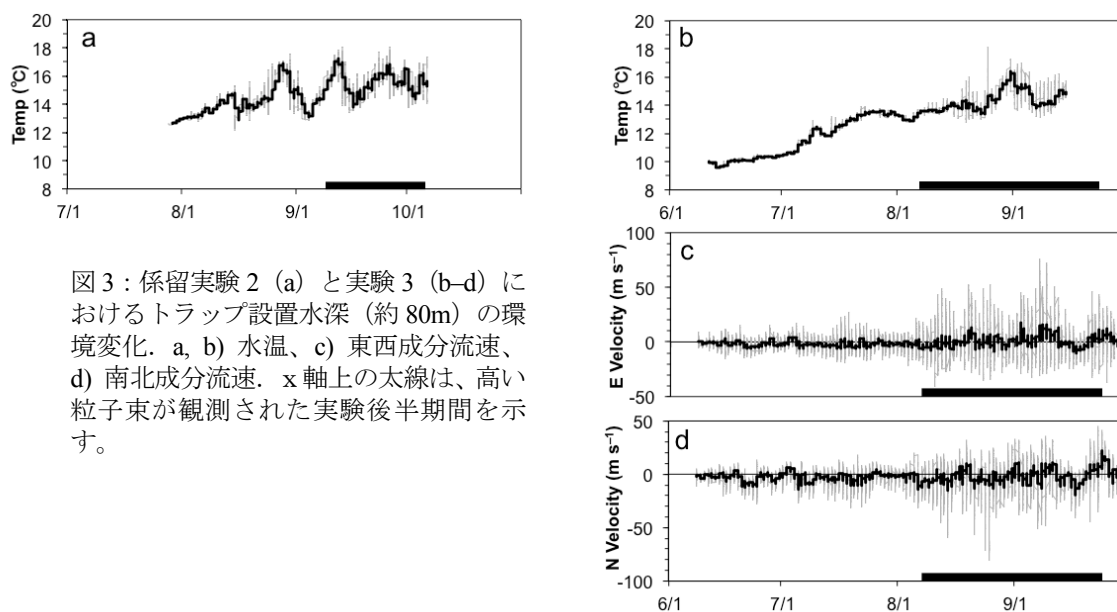 a
Temp (℃)
20
18
16
14
12
10
8
7/1
8/1
9/1
10/1
b
Temp (℃)
20
18
16
14
12
10
8
6/1
7/1
8/1
9/1
c
E Velocity (m s⁻¹)
100
50
0
-50
d
N Velocity (m s⁻¹)
50
0
-50
-100
6/1
7/1
8/1
9/1
図 3：係留実験 2（a）と実験 3（b–d）に
おけるトラップ設置水深（約 80m）の環
境変化．a, b) 水温、c) 東西成分流速、
d) 南北成分流速．x 軸上の太線は、高い
粒子束が観測された実験後半期間を示
す。